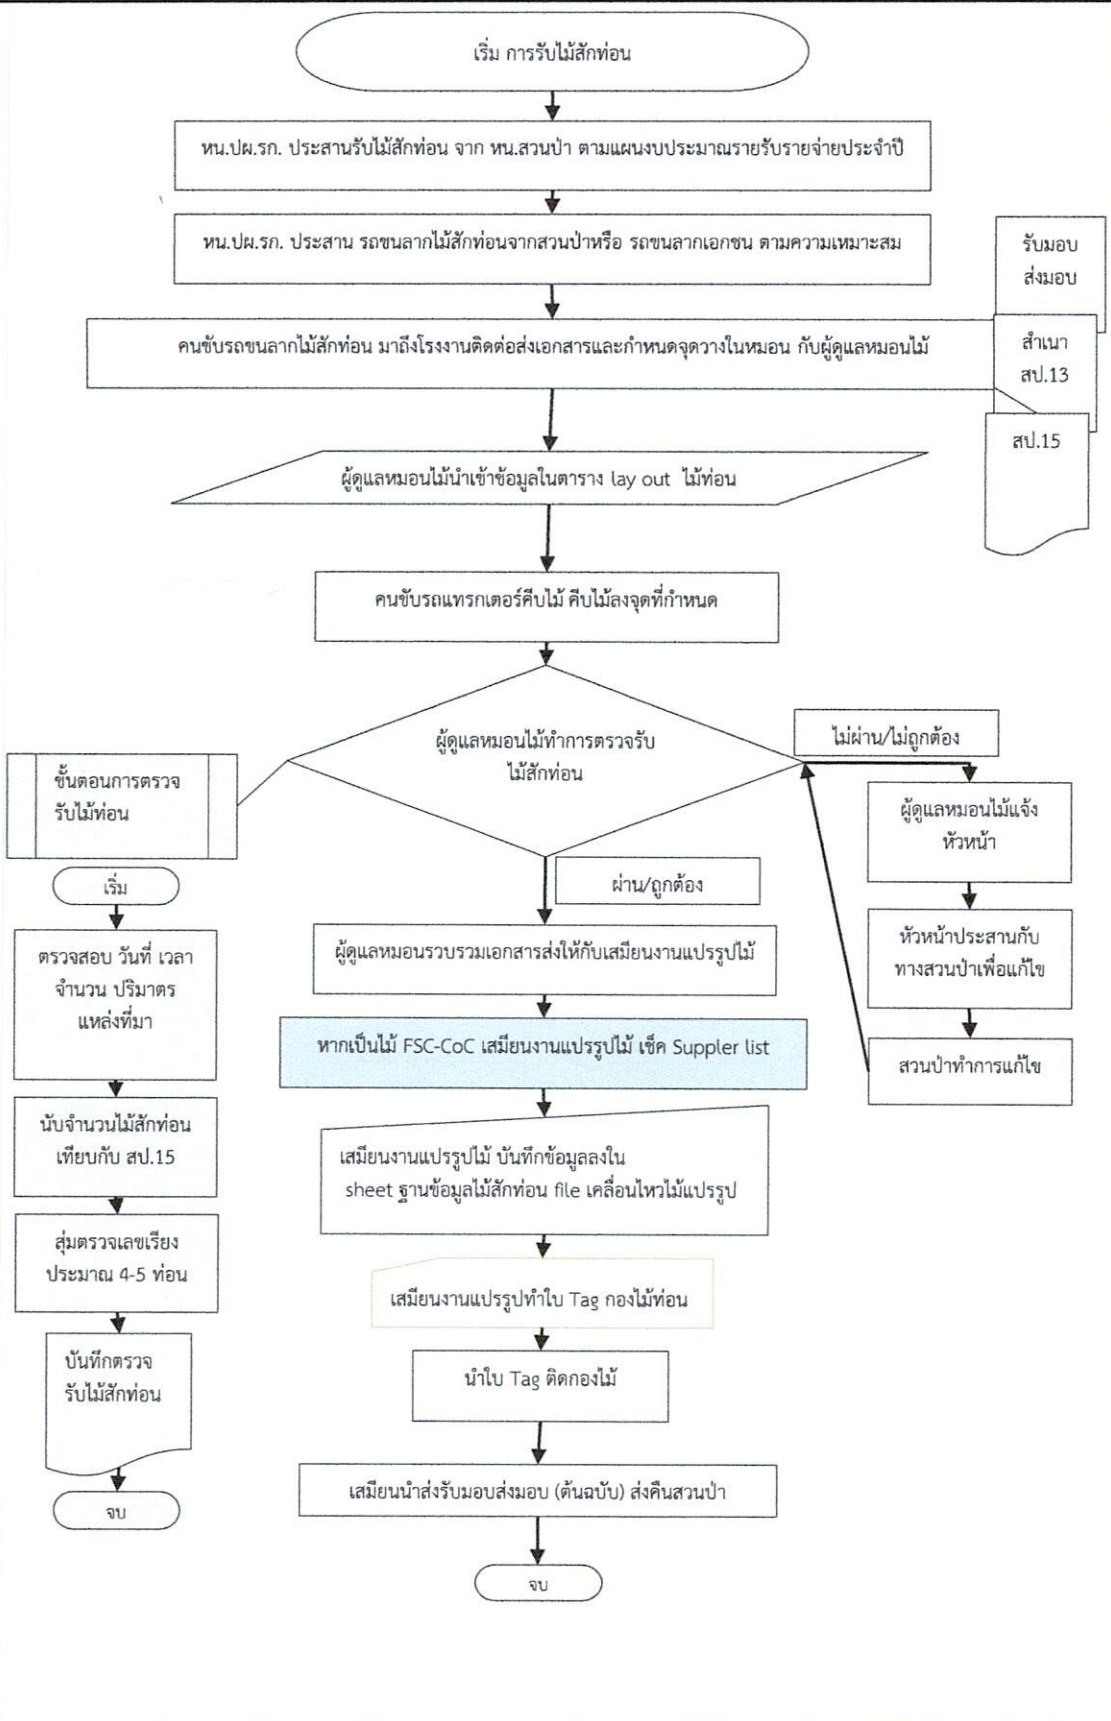 เริ่ม การรับไม้สักท่อน
หน.ปผ.รก. ประสานรับไม้สักท่อน จาก หน.สวนป่า ตามแผนงบประมาณรายรับรายจ่ายประจำปี
หน.ปผ.รก. ประสาน รถขนลากไม้สักท่อนจากสวนป่าหรือ รถขนลากเอกชน ตามความเหมาะสม
รับมอบ
ส่งมอบ
คนขับรถขนลากไม้สักท่อน มาถึงโรงงานติดต่อส่งเอกสารและกำหนดจุดวางในหมอน กับผู้ดูแลหมอนไม้
สำเนา
สป.13
สป.15
ผู้ดูแลหมอนไม้นำเข้าข้อมูลในตาราง lay out ไม้ท่อน
คนขับรถแทรกเตอร์คีบไม้ คีบไม้ลงจุดที่กำหนด
ผู้ดูแลหมอนไม้ทำการตรวจรับ
ไม้สักท่อน
ไม่ผ่าน/ไม่ถูกต้อง
ผู้ดูแลหมอนไม้แจ้ง
หัวหน้า
หัวหน้าประสานกับ
ทางสวนป่าเพื่อแก้ไข
สวนป่าทำการแก้ไข
ขั้นตอนการตรวจ
รับไม้ท่อน
เริ่ม
ตรวจสอบ วันที่ เวลา
จำนวน ปริมาตร
แหล่งที่มา
นับจำนวนไม้สักท่อน
เทียบกับ สป.15
สุ่มตรวจเลขเรียง
ประมาณ 4-5 ท่อน
บันทึกตรวจ
รับไม้สักท่อน
จบ
ผ่าน/ถูกต้อง
ผู้ดูแลหมอนรวบรวมเอกสารส่งให้กับเสมียนงานแปรรูปไม้
หากเป็นไม้ FSC-CoC เสมียนงานแปรรูปไม้ เช็ค Suppler list
เสมียนงานแปรรูปไม้ บันทึกข้อมูลลงใน
sheet ฐานข้อมูลไม้สักท่อน file เคลื่อนไหวไม้แปรรูป
เสมียนงานแปรรูปทำใบ Tag กองไม้ท่อน
นำใบ Tag ติดกองไม้
เสมียนนำส่งรับมอบส่งมอบ (ต้นฉบับ) ส่งคืนสวนป่า
จบ